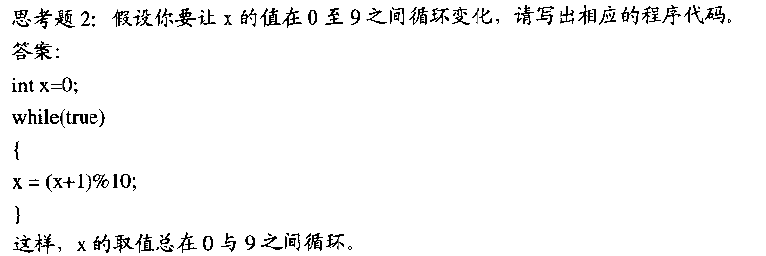 思考题2：假设你要让 x 的值在0至9之间循环变化，请写出相应的程序代码。
答案：
int x=0;
while(true)
{
x = (x+1)%10;
}
这样，x 的取值总在0与9之间循环。